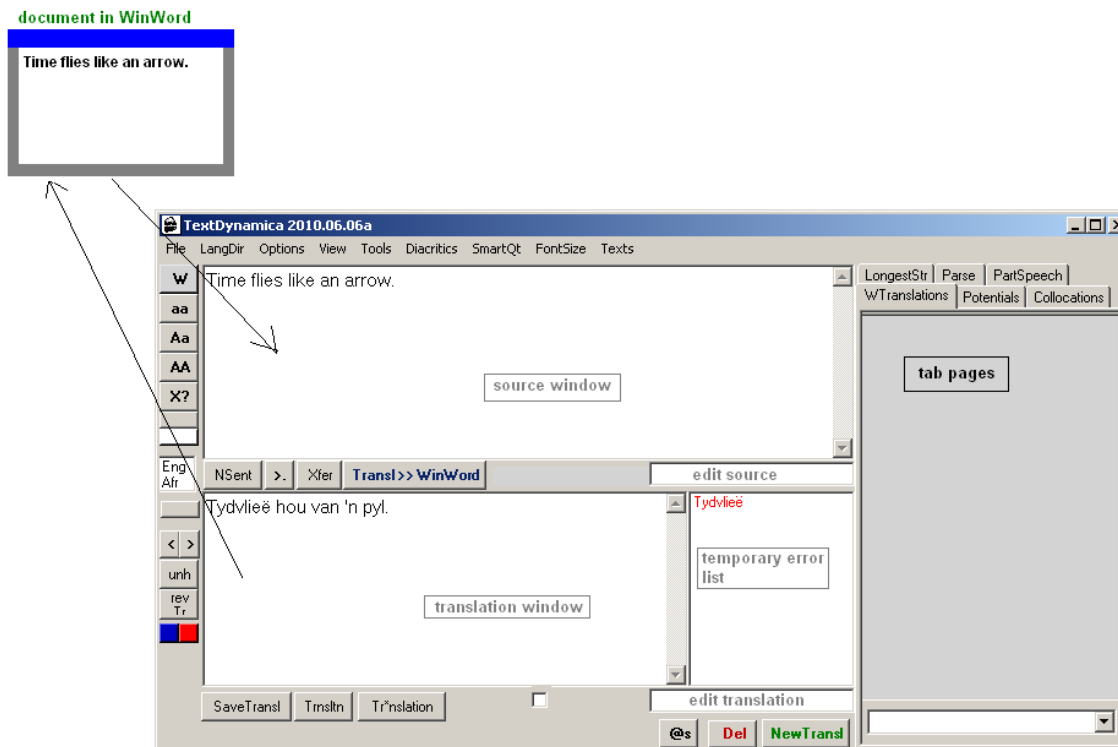 document in WinWord
Time flies like an arrow.
TextDynamica 2010.06.06a
File LangDir Options View Tools Diacritics SmartQt FontSize Texts
W
aa
Aa
AA
X?
Time flies like an arrow.
source window
LongestStr Parse PartSpeech
WTranslations Potentials Collocations
tab pages
Eng
Afr
NSent >. Xfer Transl>>WinWord edit source
Tydvlieë hou van 'n pyl.
translation window
Tydvlieë
temporary error
list
< >
unh
rev
Tr
SaveTransl Trnsltn Tr*nslation edit translation
@s Del NewTransl